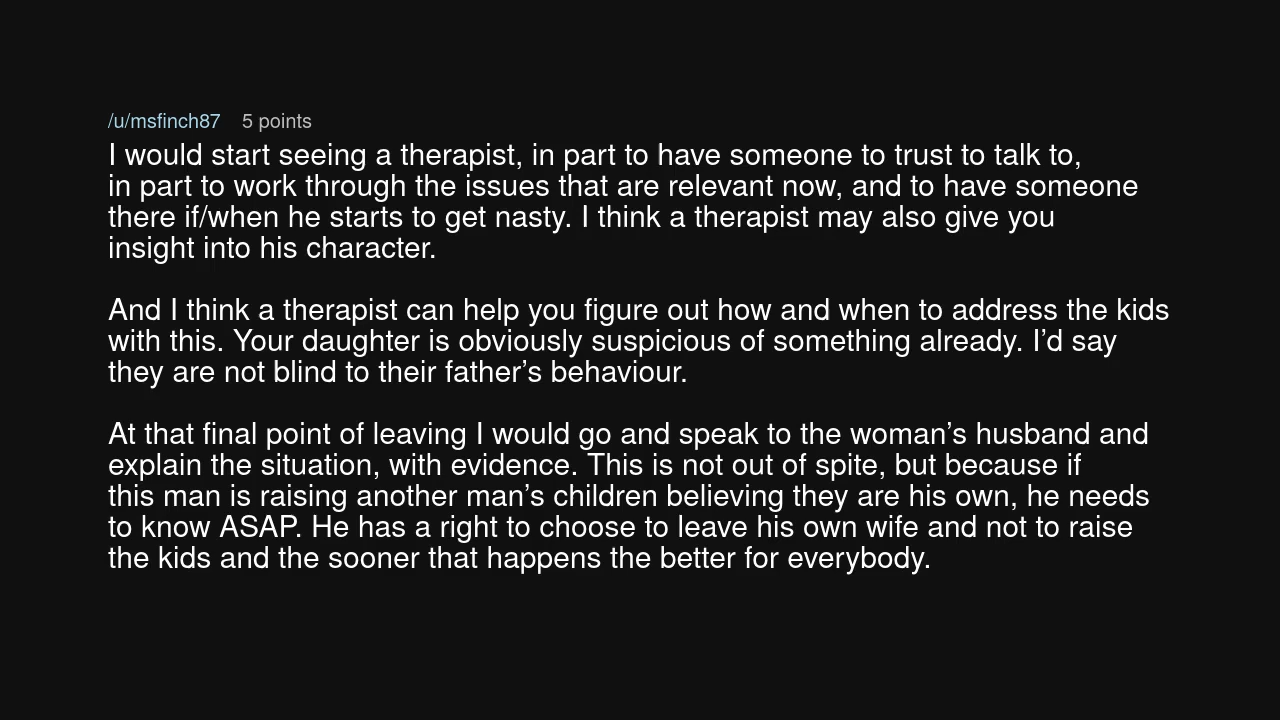 /u/msfinch87 5 points
I would start seeing a therapist, in part to have someone to trust to talk to,
in part to work through the issues that are relevant now, and to have someone
there if/when he starts to get nasty. I think a therapist may also give you
insight into his character.
And I think a therapist can help you figure out how and when to address the kids
with this. Your daughter is obviously suspicious of something already. I’d say
they are not blind to their father’s behaviour.
At that final point of leaving I would go and speak to the woman’s husband and
explain the situation, with evidence. This is not out of spite, but because if
this man is raising another man’s children believing they are his own, he needs
to know ASAP. He has a right to choose to leave his own wife and not to raise
the kids and the sooner that happens the better for everybody.